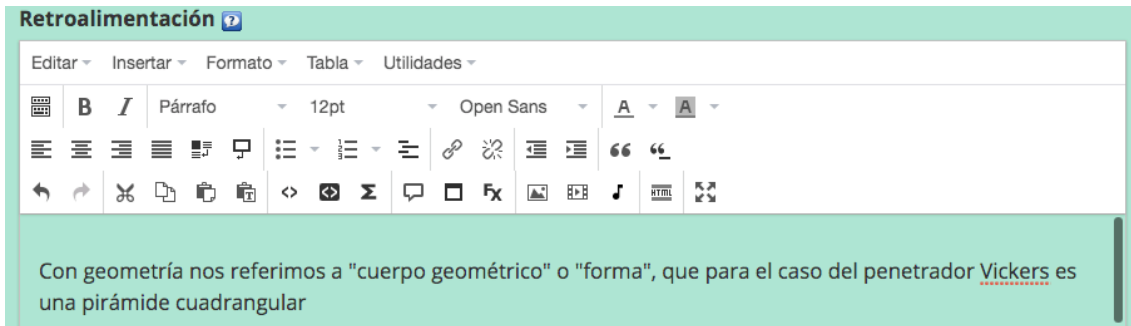 Retroalimentación ?
Editar Insertar Formato Tabla Utilidades
B I Párrafo 12pt Open Sans A A
HTML
Con geometría nos referimos a "cuerpo geométrico" o "forma", que para el caso del penetrador Vickers es
una pirámide cuadrangular